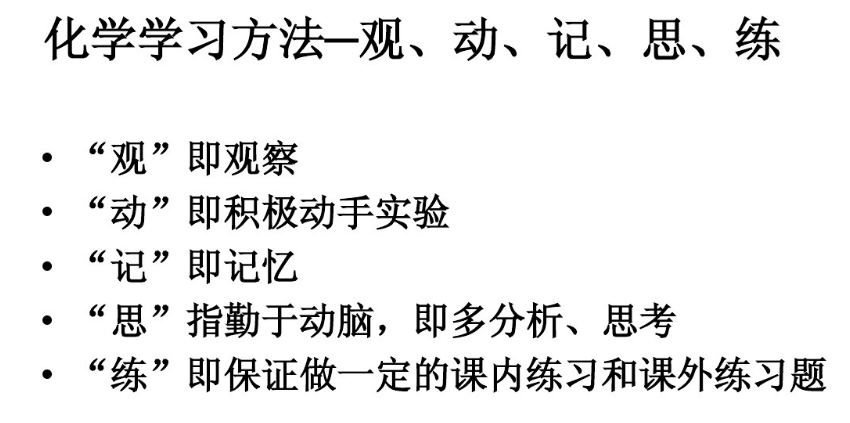 化学学习方法—观、动、记、思、练
• “观”即观察
• “动”即积极动手实验
• “记”即记忆
• “思”指勤于动脑，即多分析、思考
• “练”即保证做一定的课内练习和课外练习题